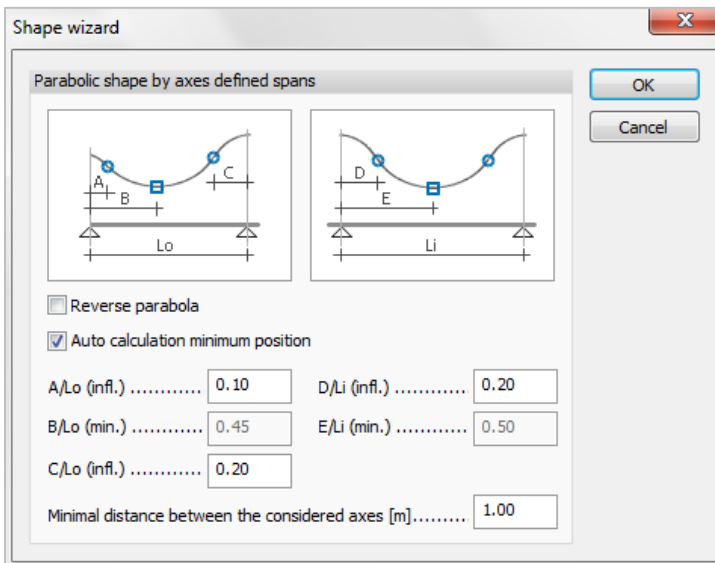 Shape wizard
Parabolic shape by axes defined spans
OK
Cancel
A
B
C
Lo
D
E
Li
Reverse parabola
Auto calculation minimum position
A/Lo (infl.) ............ 0.10
D/Li (infl.) ............. 0.20
B/Lo (min.) ............ 0.45
E/Li (min.) ............. 0.50
C/Lo (infl.) ............ 0.20
Minimal distance between the considered axes [m]......... 1.00